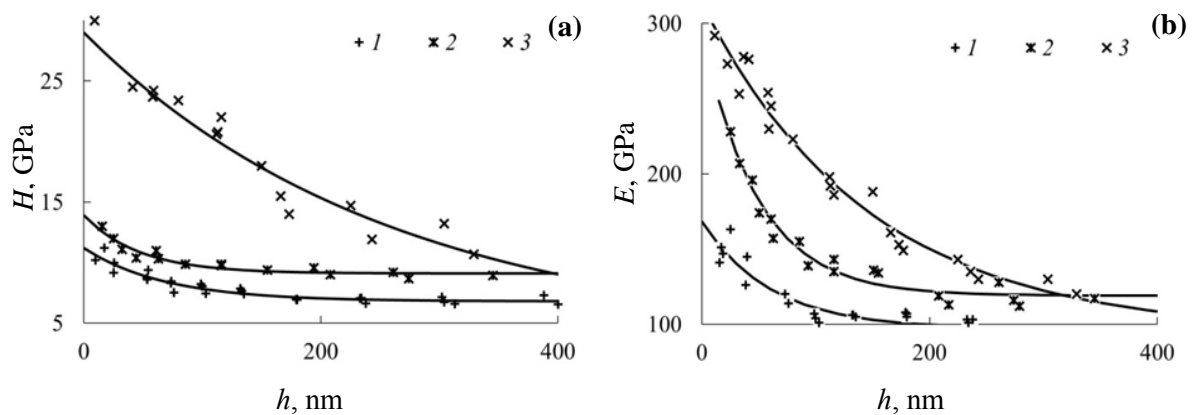 (a)
+ 1 ж 2 × 3
H, GPa
25
15
5
0 200 400
h, nm
(b)
+ 1 ж 2 × 3
E, GPa
300
200
100
0 200 400
h, nm